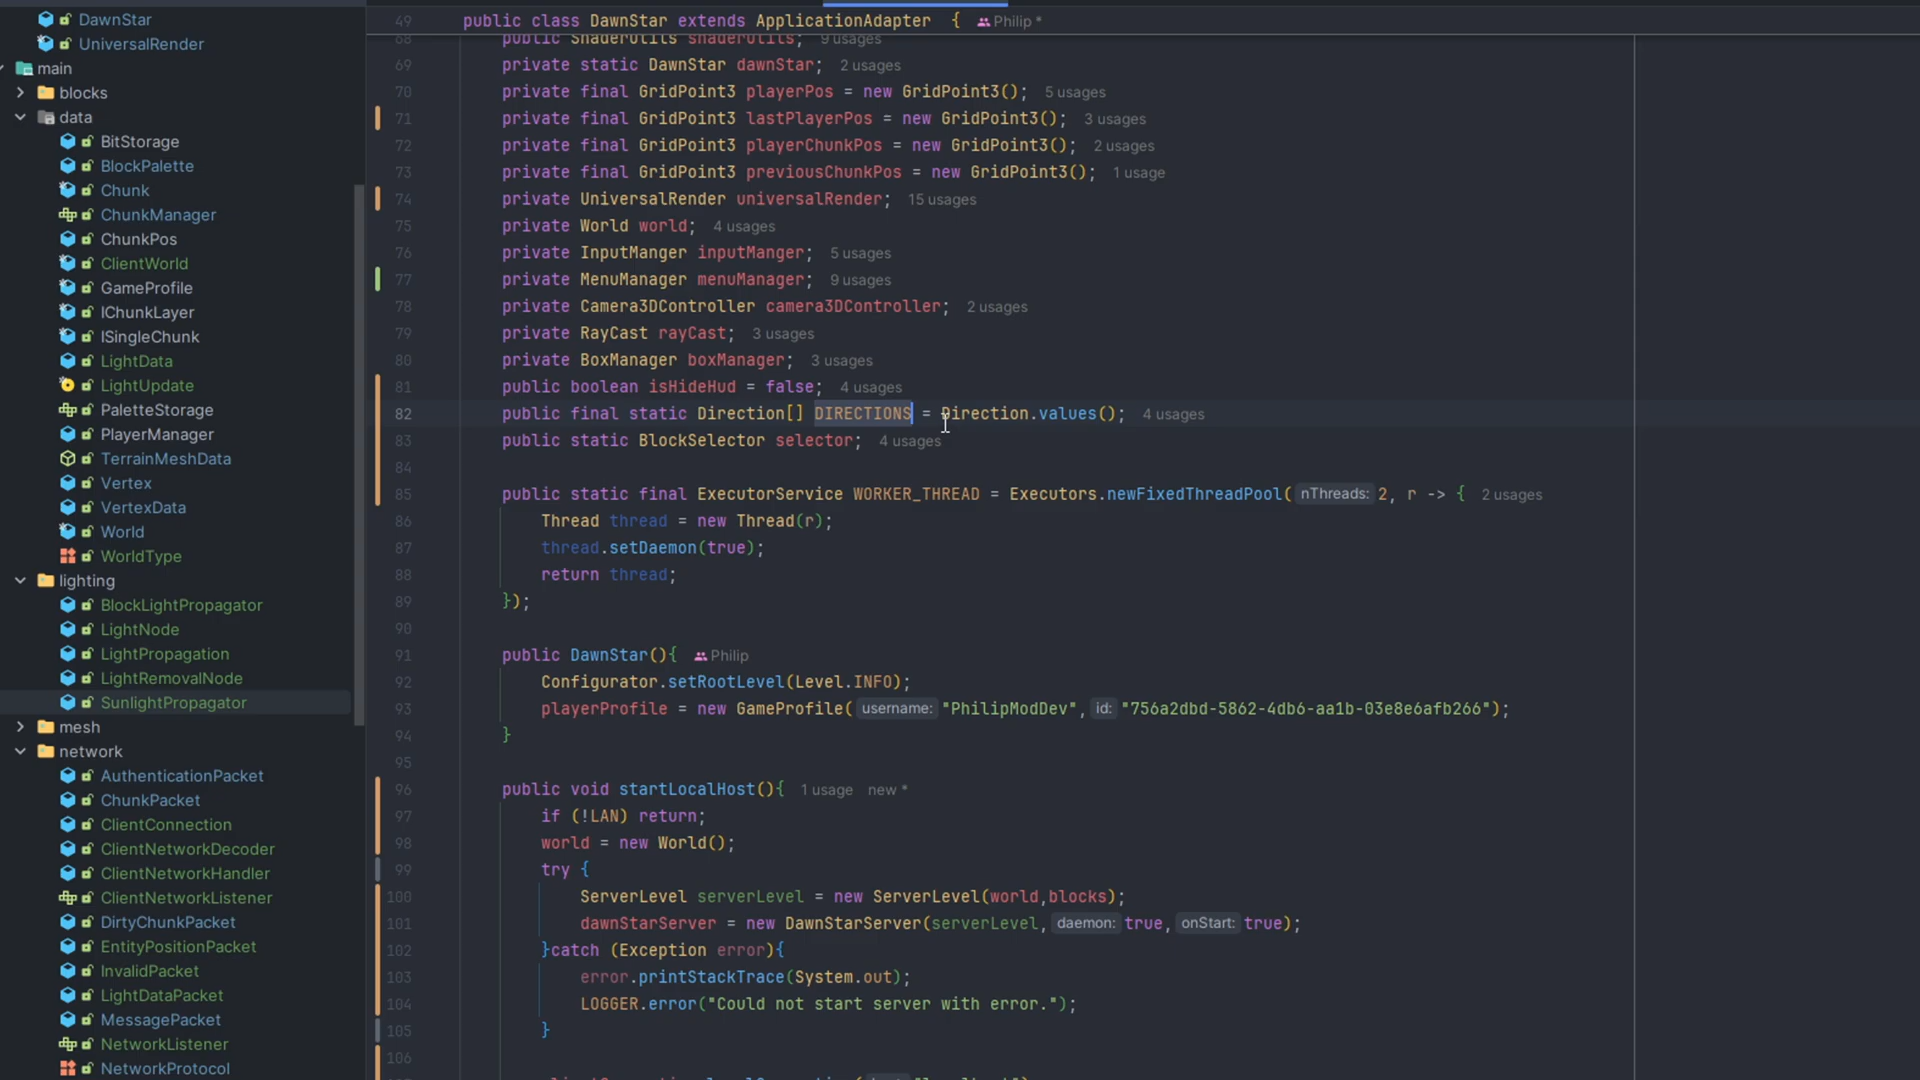 DawnStar
UniversalRender
main
blocks
data
BitStorage
BlockPalette
Chunk
ChunkManager
ChunkPos
ClientWorld
GameProfile
IChunkLayer
ISingleChunk
LightData
LightUpdate
PaletteStorage
PlayerManager
TerrainMeshData
Vertex
VertexData
World
WorldType
lighting
BlockLightPropagator
LightNode
LightPropagation
LightRemovalNode
SunlightPropagator
mesh
network
AuthenticationPacket
ChunkPacket
ClientConnection
ClientNetworkDecoder
ClientNetworkHandler
ClientNetworkListener
DirtyChunkPacket
EntityPositionPacket
InvalidPacket
LightDataPacket
MessagePacket
NetworkListener
NetworkProtocol
49 public class DawnStar extends ApplicationAdapter { Philip *
68 public ShaderUtils shaderUtils; 9 usages
69 private static DawnStar dawnStar; 2 usages
70 private final GridPoint3 playerPos = new GridPoint3(); 5 usages
71 private final GridPoint3 lastPlayerPos = new GridPoint3(); 3 usages
72 private final GridPoint3 playerChunkPos = new GridPoint3(); 2 usages
73 private final GridPoint3 previousChunkPos = new GridPoint3(); 1 usage
74 private UniversalRender universalRender; 15 usages
75 private World world; 4 usages
76 private InputManger inputManger; 5 usages
77 private MenuManager menuManager; 9 usages
78 private Camera3DController camera3DController; 2 usages
79 private RayCast rayCast; 3 usages
80 private BoxManager boxManager; 3 usages
81 public boolean isHideHud = false; 4 usages
82 public final static Direction[] DIRECTIONS = Direction.values(); 4 usages
83 public static BlockSelector selector; 4 usages
84
85 public static final ExecutorService WORKER_THREAD = Executors.newFixedThreadPool( nThreads: 2, r -> { 2 usages
86 Thread thread = new Thread(r);
87 thread.setDaemon(true);
88 return thread;
89 });
90
91 public DawnStar(){ Philip
92 Configurator.setRootLevel(Level.INFO);
93 playerProfile = new GameProfile( username: "PhilipModDev", id: "756a2dbd-5862-4db6-aa1b-03e8e6afb266");
94 }
95
96 public void startLocalHost(){ 1 usage new *
97 if (!LAN) return;
98 world = new World();
99 try {
100 ServerLevel serverLevel = new ServerLevel(world,blocks);
101 dawnStarServer = new DawnStarServer(serverLevel, daemon: true, onStart: true);
102 }catch (Exception error){
103 error.printStackTrace(System.out);
104 LOGGER.error("Could not start server with error.");
105 }
106